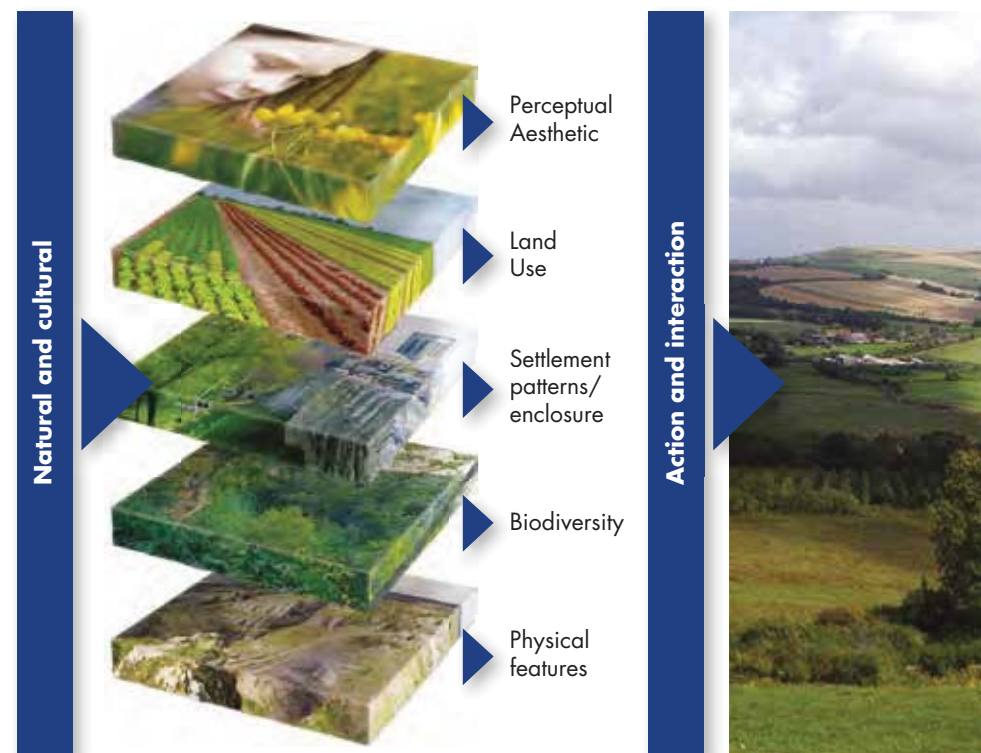 Natural and cultural
Perceptual
Aesthetic
Land
Use
Settlement
patterns/
enclosure
Biodiversity
Physical
features
Action and interaction